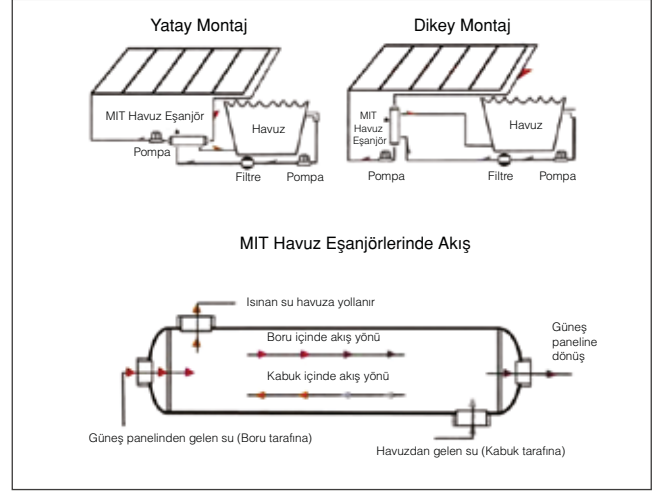 Yatay Montaj
MIT Havuz Eşanjör
Pompa
Havuz
Filtre
Pompa
Dikey Montaj
MIT
Havuz
Eşanjör
Havuz
Pompa
Filtre
Pompa
MIT Havuz Eşanjörlerinde Akış
Isınan su havuza yollanır
Boru içinde akış yönü
Kabuk içinde akış yönü
Güneş
paneline
dönüş
Güneş panelinden gelen su (Boru tarafına)
Havuzdan gelen su (Kabuk tarafına)